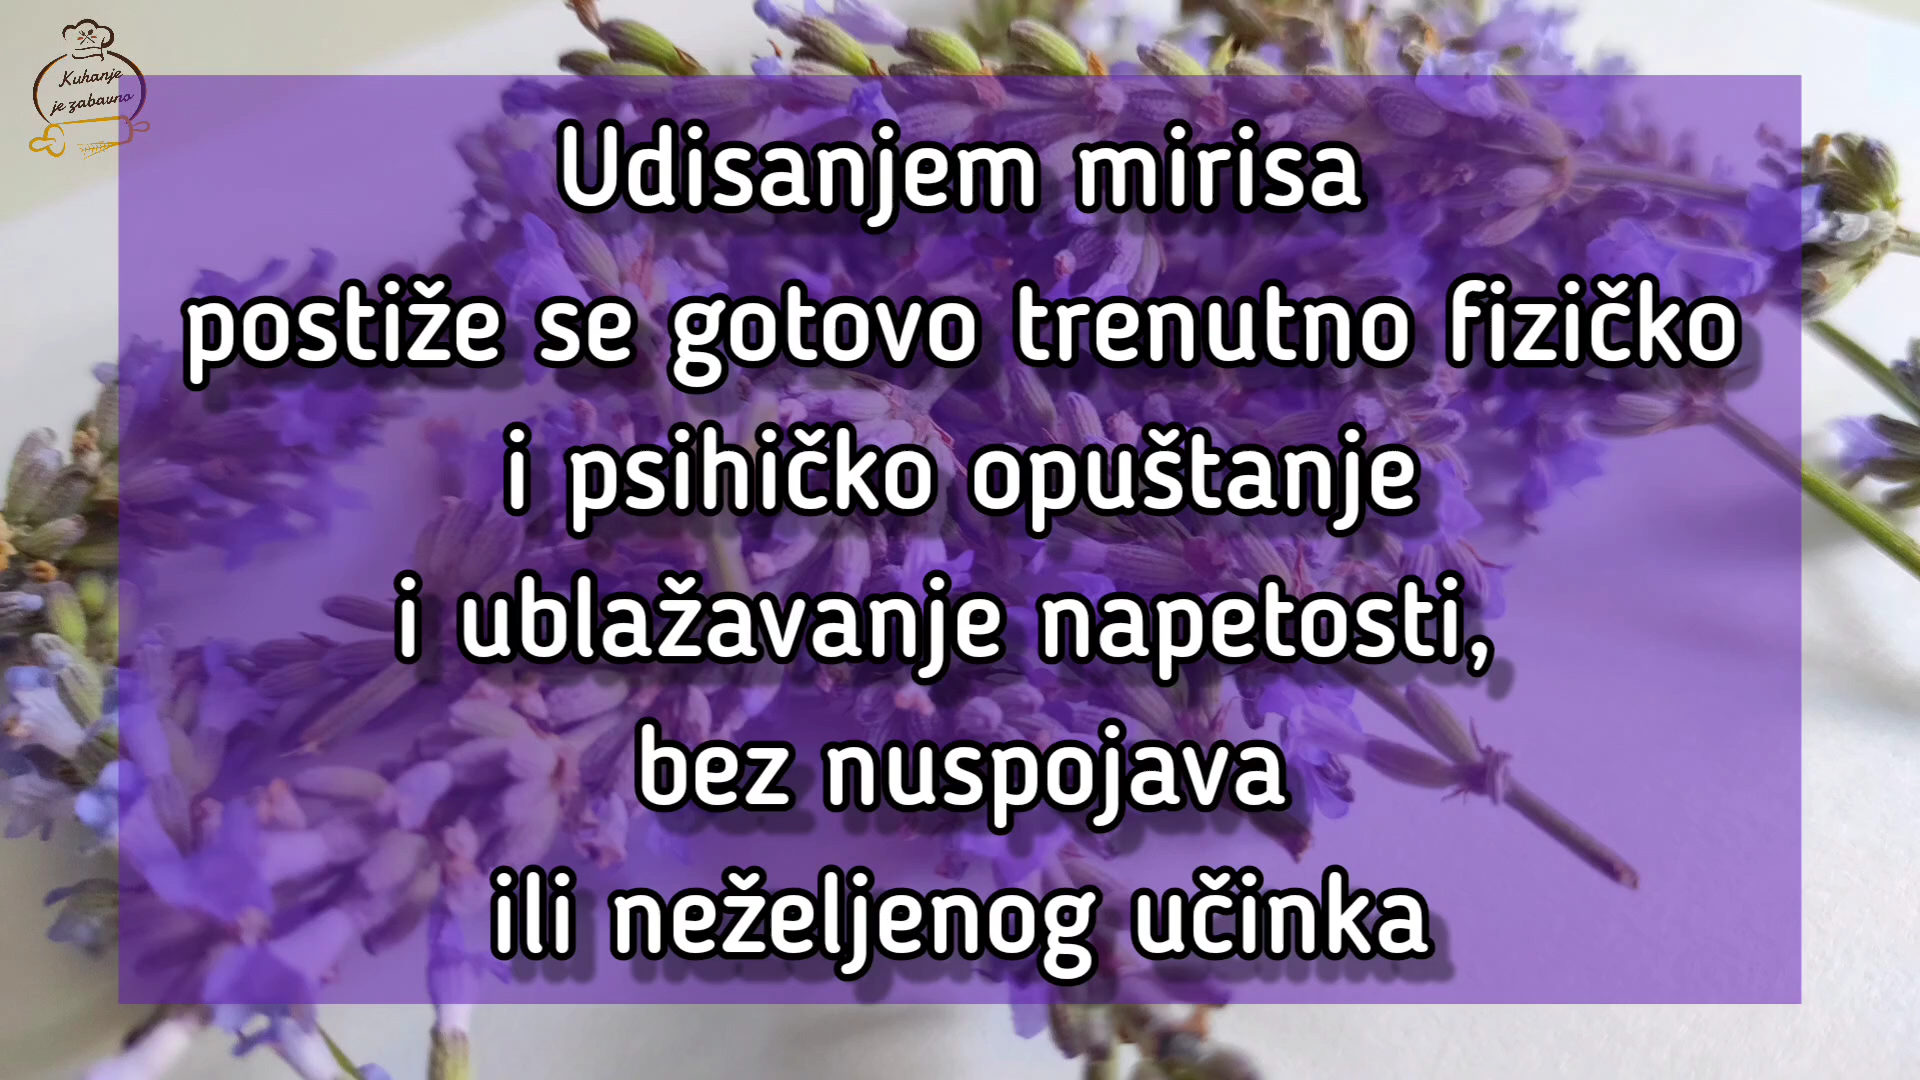 Kuhanje
je zabavno
Udisanjem mirisa
postiže se gotovo trenutno fizičko
i psihičko opuštanje
i ublažavanje napetosti,
bez nuspojava
ili neželjenog učinka